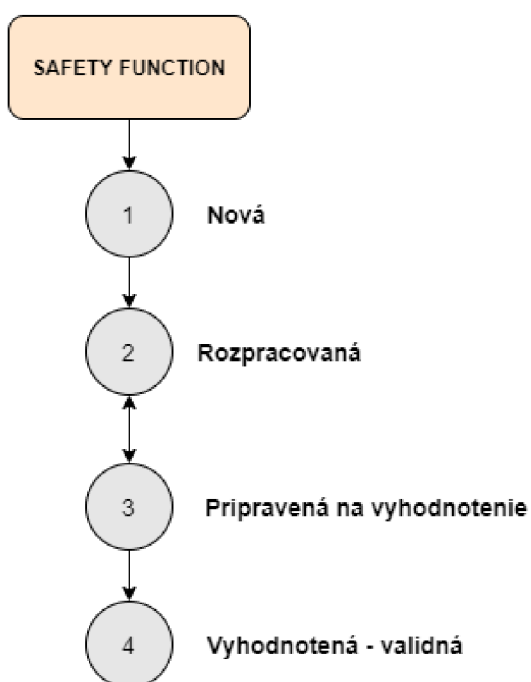 SAFETY FUNCTION
1 Nová
2 Rozpracovaná
3 Pripravená na vyhodnotenie
4 Vyhodnotená - validná